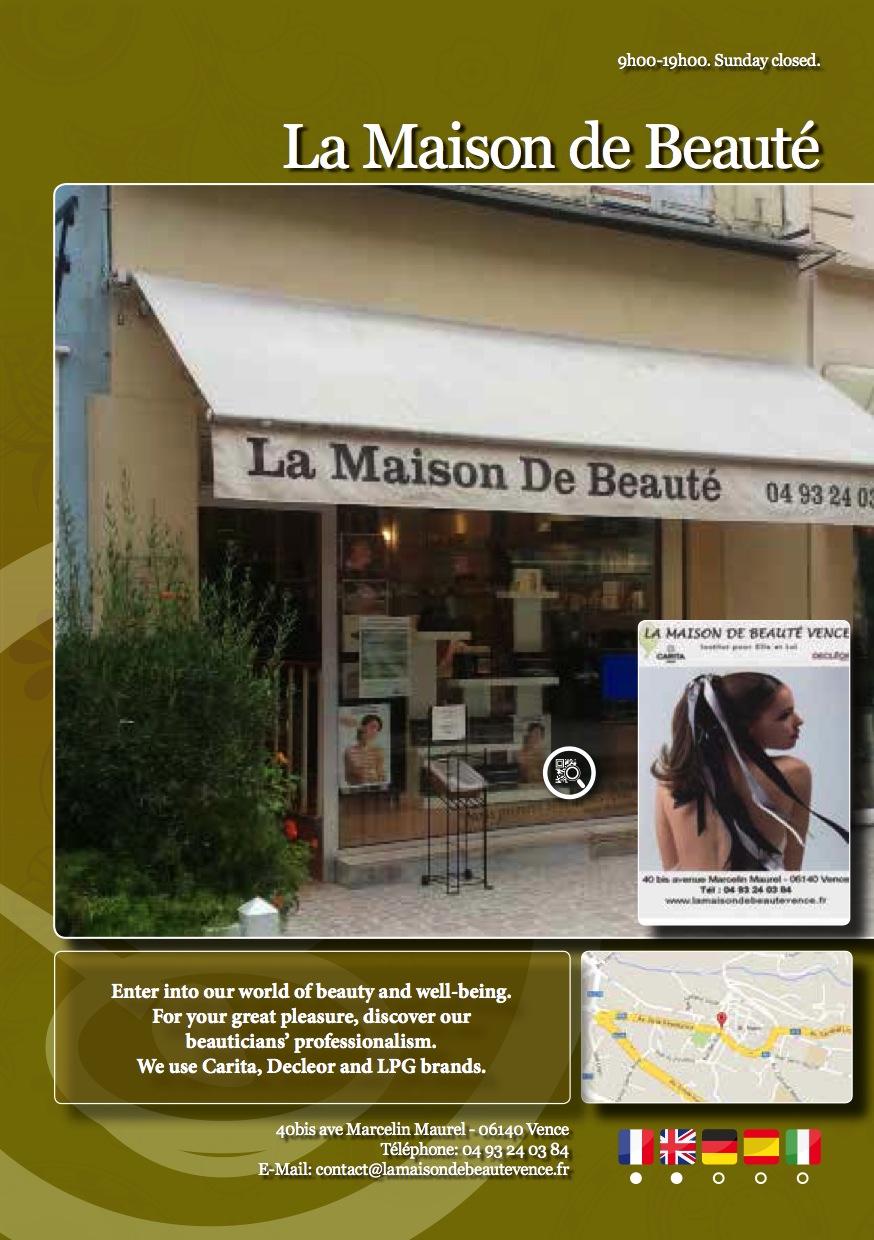 9h00-19h00. Sunday closed.
La Maison de Beauté
La Maison De Beauté
04 93 24 03
LA MAISON DE BEAUTÉ VENCE
Institut pour Elle et Lui
CARITA
DECLÉOR
40 bis avenue Marcelin Maurel - 06140 Vence
Tél : 04 93 24 03 84
www.lamaisondebeautevence.fr
Enter into our world of beauty and well-being.
For your great pleasure, discover our
beauticians’ professionalism.
We use Carita, Decleor and LPG brands.
40bis ave Marcelin Maurel - 06140 Vence
Téléphone: 04 93 24 03 84
E-Mail: contact@lamaisondebeautevence.fr